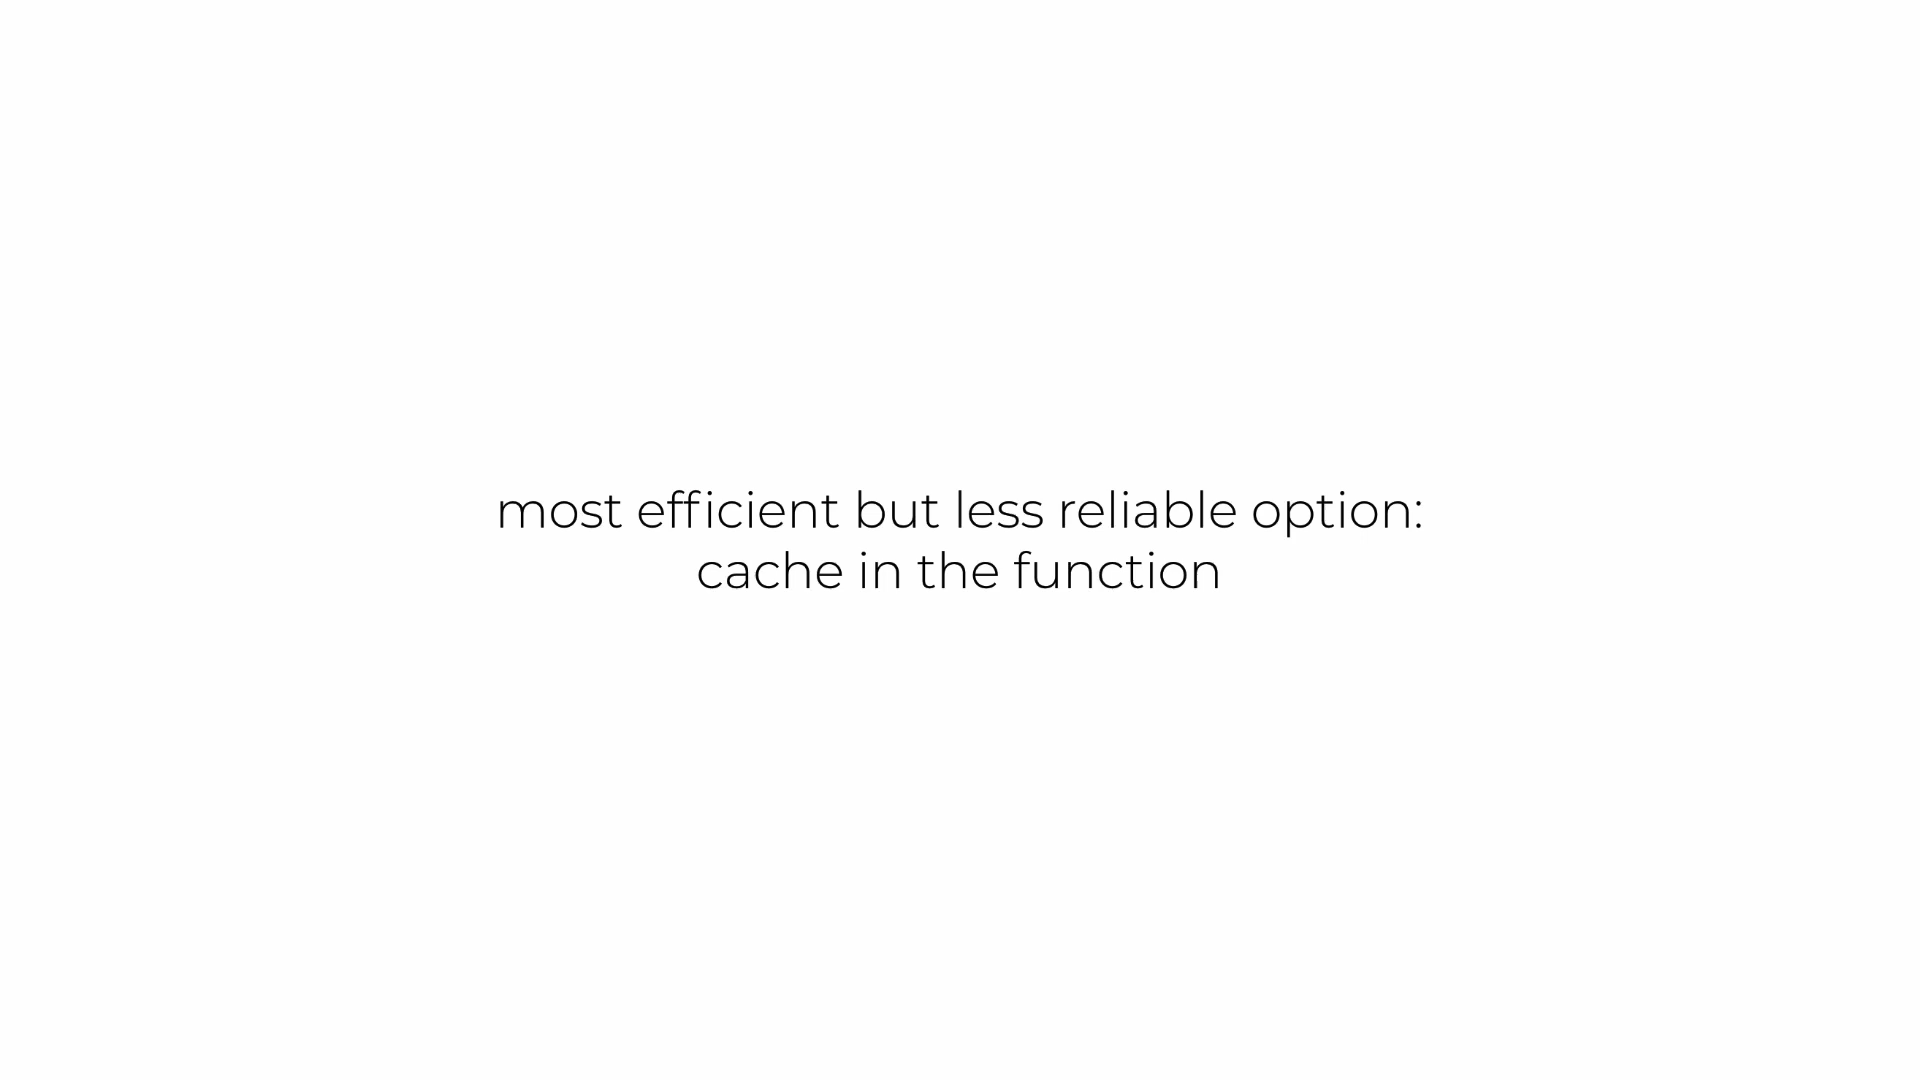 most efficient but less reliable option:
cache in the function